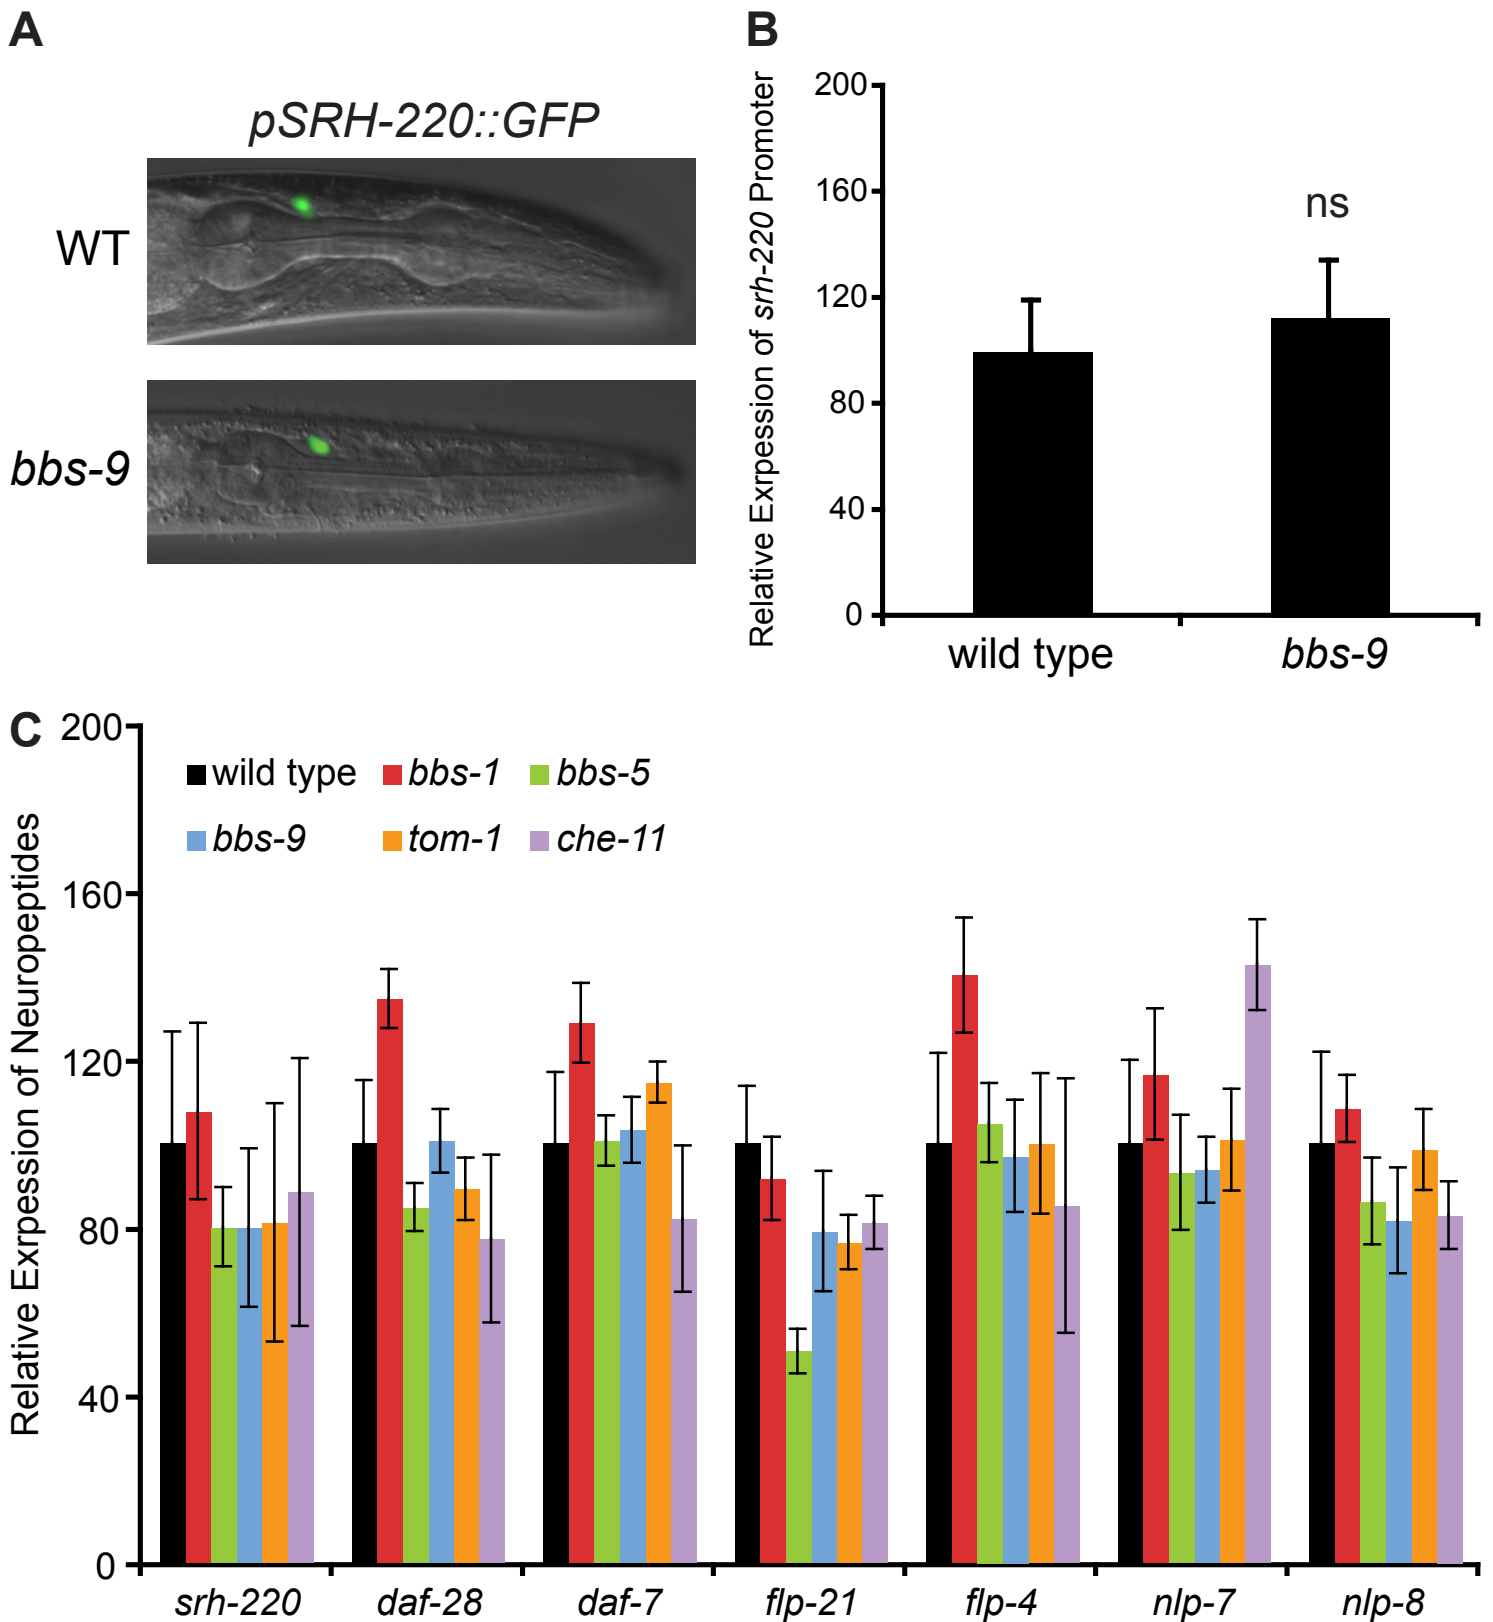 A
pSRH-220::GFP
WT
bbs-9
B
Relative Exrpession of srh-220 Promoter
200
160
120
80
40
0
ns
wild type
bbs-9
C
Relative Exrpession of Neuropeptides
200
160
120
80
40
0
wild type bbs-1 bbs-5
bbs-9 tom-1 che-11
srh-220 daf-28 daf-7 flp-21 flp-4 nlp-7 nlp-8